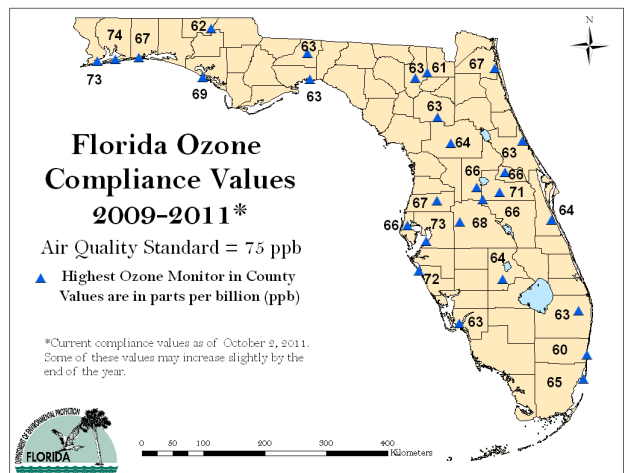 Florida Ozone
Compliance Values
2009-2011*
Air Quality Standard = 75 ppb
Highest Ozone Monitor in County
Values are in parts per billion (ppb)
*Current compliance values as of October 2, 2011.
Some of these values may increase slightly by the
end of the year.
N
62
74
67
73
69
63
63
63
61
67
63
64
63
66
66
71
67
66
64
66
73
68
72
64
63
63
60
65
DEPARTMENT OF ENVIRONMENTAL PROTECTION
FLORIDA
0 50 100 200 300 400
Kilometers